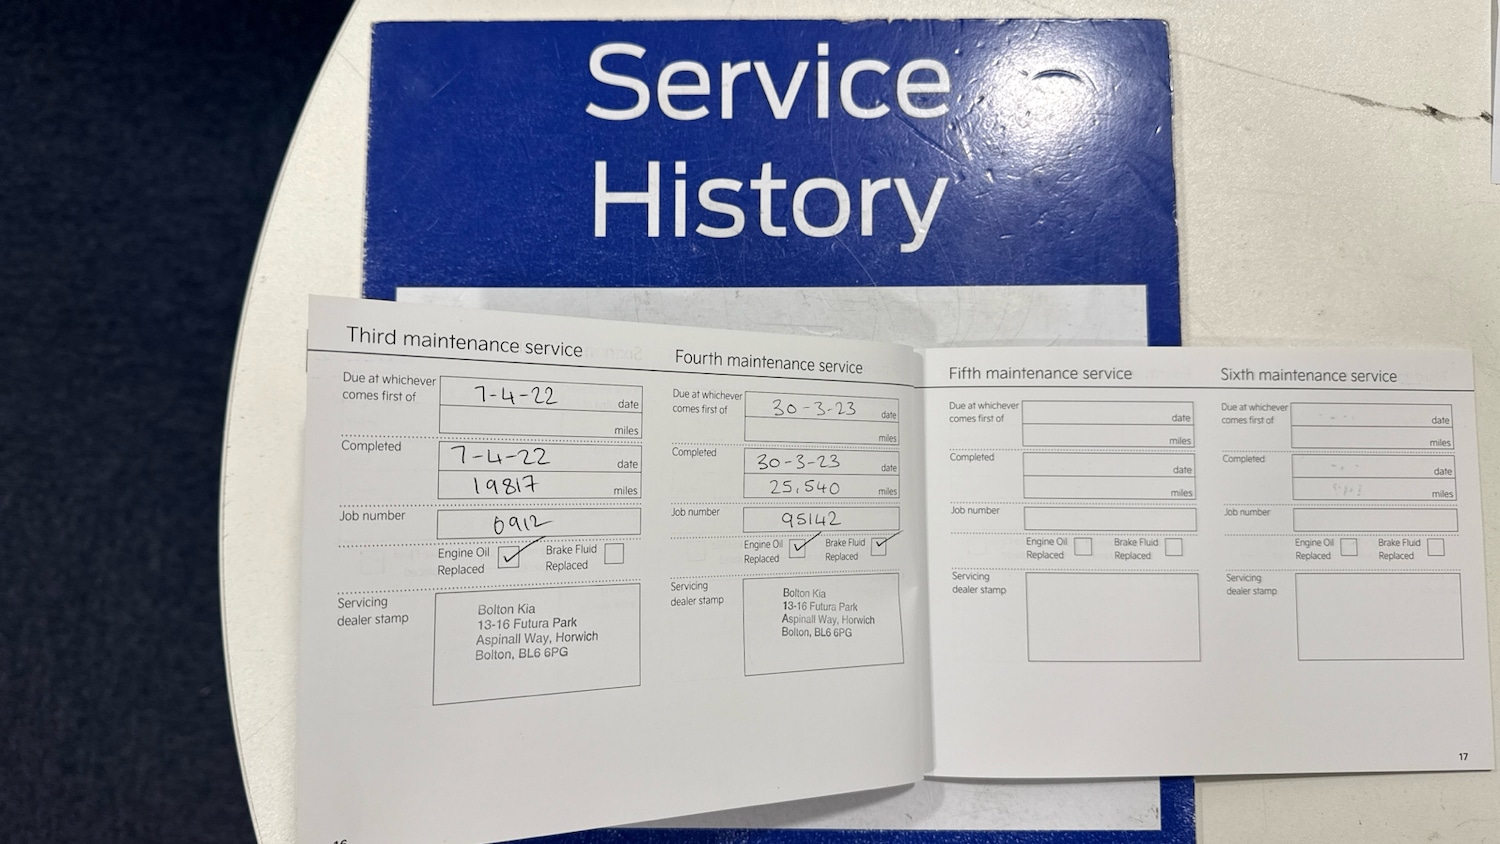 Service
History
Third maintenance service
Due at whichever
comes first of
7-4-22 date
miles
Completed
7-4-22 date
19817 miles
Job number
0912
Engine Oil
Replaced
Brake Fluid
Replaced
Servicing
dealer stamp
Bolton Kia
13-16 Futura Park
Aspinall Way, Horwich
Bolton, BL6 6PG
Fourth maintenance service
Due at whichever
comes first of
30-3-23 date
miles
Completed
30-3-23 date
25,540 miles
Job number
95142
Engine Oil
Replaced
Brake Fluid
Replaced
Servicing
dealer stamp
Bolton Kia
13-16 Futura Park
Aspinall Way, Horwich
Bolton, BL6 6PG
Fifth maintenance service
Due at whichever
comes first of
date
miles
Completed
date
miles
Job number
Engine Oil
Replaced
Brake Fluid
Replaced
Servicing
dealer stamp
Sixth maintenance service
Due at whichever
comes first of
date
miles
Completed
date
miles
Job number
Engine Oil
Replaced
Brake Fluid
Replaced
Servicing
dealer stamp
17